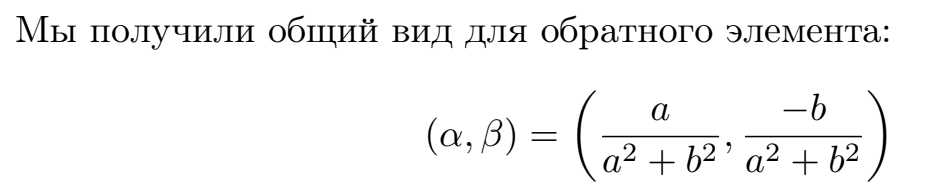 Мы получили общий вид для обратного элемента:
(α, β) = (a/(a² + b²), −b/(a² + b²))